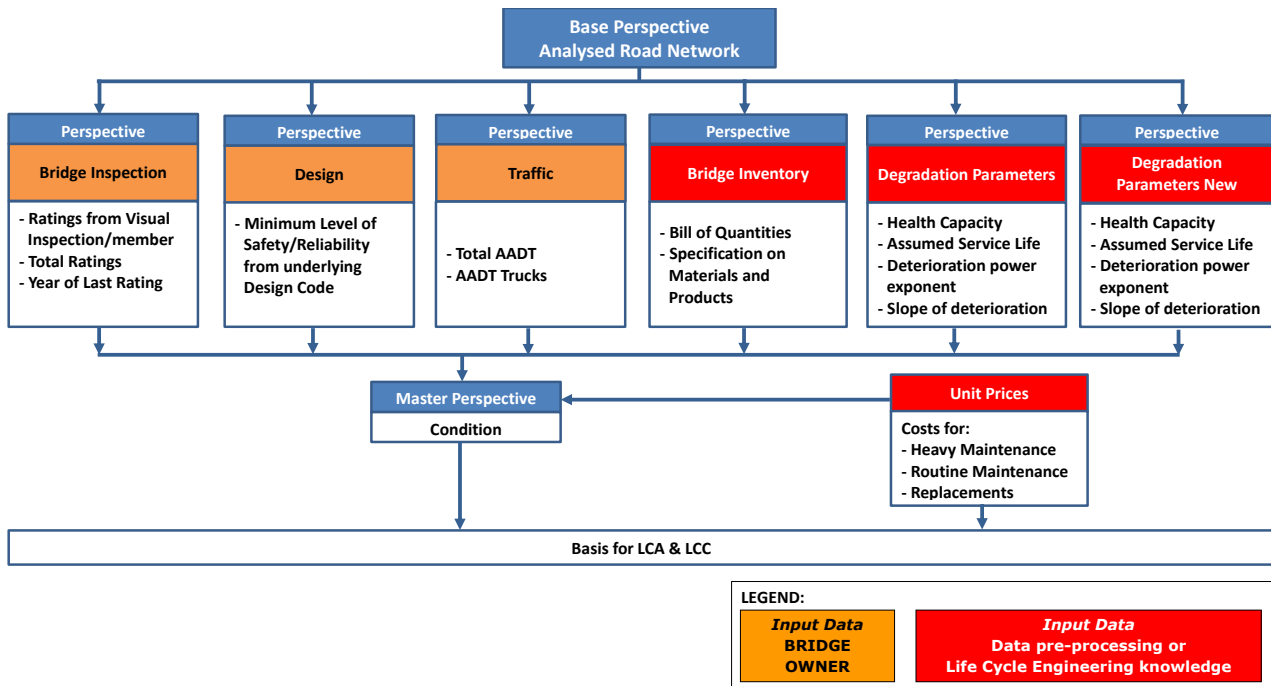 Base Perspective
Analysed Road Network
Perspective
Bridge Inspection
- Ratings from Visual
Inspection/member
- Total Ratings
- Year of Last Rating
Perspective
Design
- Minimum Level of
Safety/Reliability
from underlying
Design Code
Perspective
Traffic
- Total AADT
- AADT Trucks
Perspective
Bridge Inventory
- Bill of Quantities
- Specification on
Materials and
Products
Perspective
Degradation Parameters
- Health Capacity
- Assumed Service Life
- Deterioration power
exponent
- Slope of deterioration
Perspective
Degradation
Parameters New
- Health Capacity
- Assumed Service Life
- Deterioration power
exponent
- Slope of deterioration
Master Perspective
Condition
Unit Prices
Costs for:
- Heavy Maintenance
- Routine Maintenance
- Replacements
Basis for LCA & LCC
LEGEND:
Input Data
BRIDGE
OWNER
Input Data
Data pre-processing or
Life Cycle Engineering knowledge